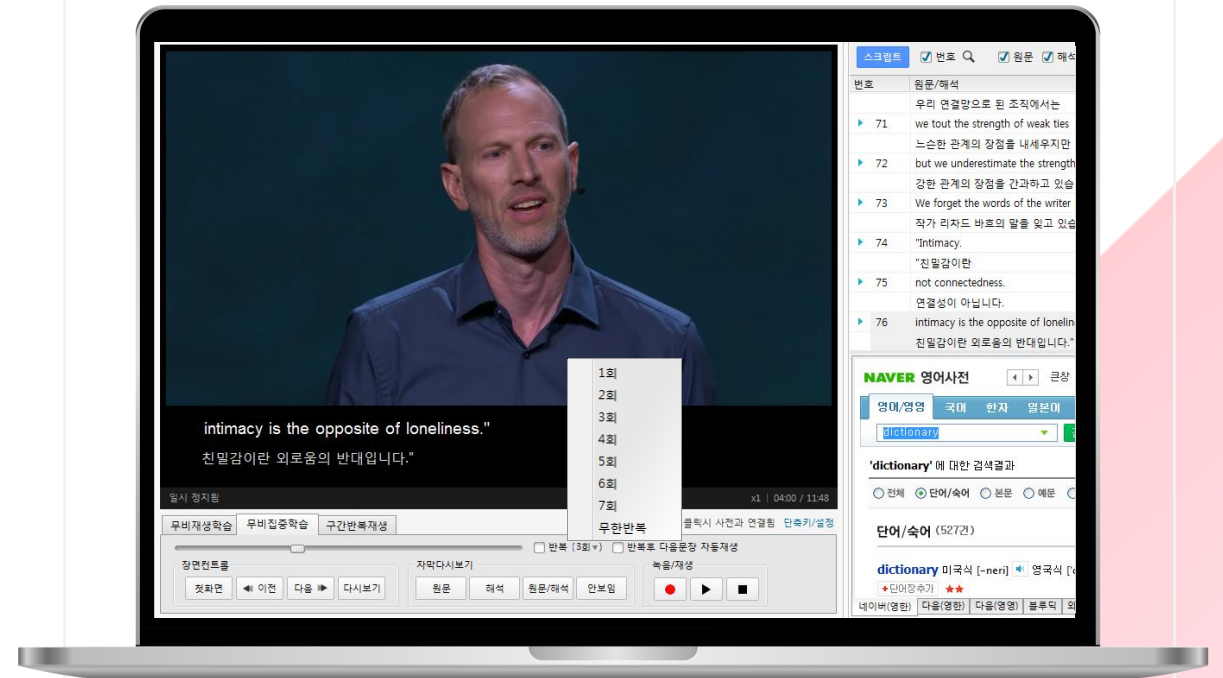 intimacy is the opposite of loneliness."
친밀감이란 외로움의 반대입니다."
일시 정지됨
x1 | 04:00 / 11:48
1회
2회
3회
4회
5회
6회
7회
무한반복
무비재생학습 무비집중학습 구간반복재생
클릭시 사전과 연결됨 단축키/설정
반복 (3회▾) 반복후 다음문장 자동재생
장면컨트롤 자막다시보기 녹음/재생
첫화면 이전 다음 다시보기 원문 해석 원문/해석 안보임
스크립트 번호 원문 해석
번호 원문/해석
우리 연결망으로 된 조직에서는
71 we tout the strength of weak ties
느슨한 관계의 장점을 내세우지만
72 but we underestimate the strength
강한 관계의 장점을 간과하고 있습
73 We forget the words of the writer
작가 리차드 바흐의 말을 잊고 있습
74 "Intimacy.
"친밀감이란
75 not connectedness.
연결성이 아닙니다.
76 intimacy is the opposite of lonelin
친밀감이란 외로움의 반대입니다."
NAVER 영어사전 큰창
영어/영영 국어 한자 일본어
dictionary
'dictionary' 에 대한 검색결과
전체 단어/숙어 본문 예문
단어/숙어 (527건)
dictionary 미국식 [-neri] 영국식
+단어장추가 ★★
네이버(영한) 다음(영한) 다음(영영) 블루딕